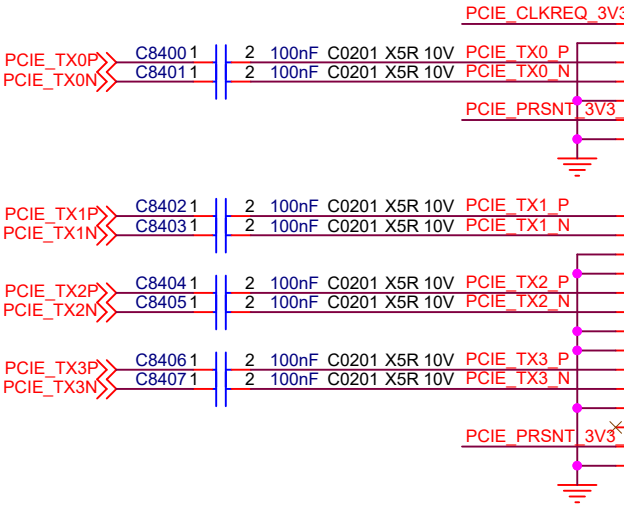 PCIE_CLKREQ_3V3
PCIE_TX0P C8400 1 2 100nF C0201 X5R 10V PCIE_TX0_P
PCIE_TX0N C8401 1 2 100nF C0201 X5R 10V PCIE_TX0_N
PCIE_PRSNT_3V3_
PCIE_TX1P C8402 1 2 100nF C0201 X5R 10V PCIE_TX1_P
PCIE_TX1N C8403 1 2 100nF C0201 X5R 10V PCIE_TX1_N
PCIE_TX2P C8404 1 2 100nF C0201 X5R 10V PCIE_TX2_P
PCIE_TX2N C8405 1 2 100nF C0201 X5R 10V PCIE_TX2_N
PCIE_TX3P C8406 1 2 100nF C0201 X5R 10V PCIE_TX3_P
PCIE_TX3N C8407 1 2 100nF C0201 X5R 10V PCIE_TX3_N
PCIE_PRSNT_3V3_